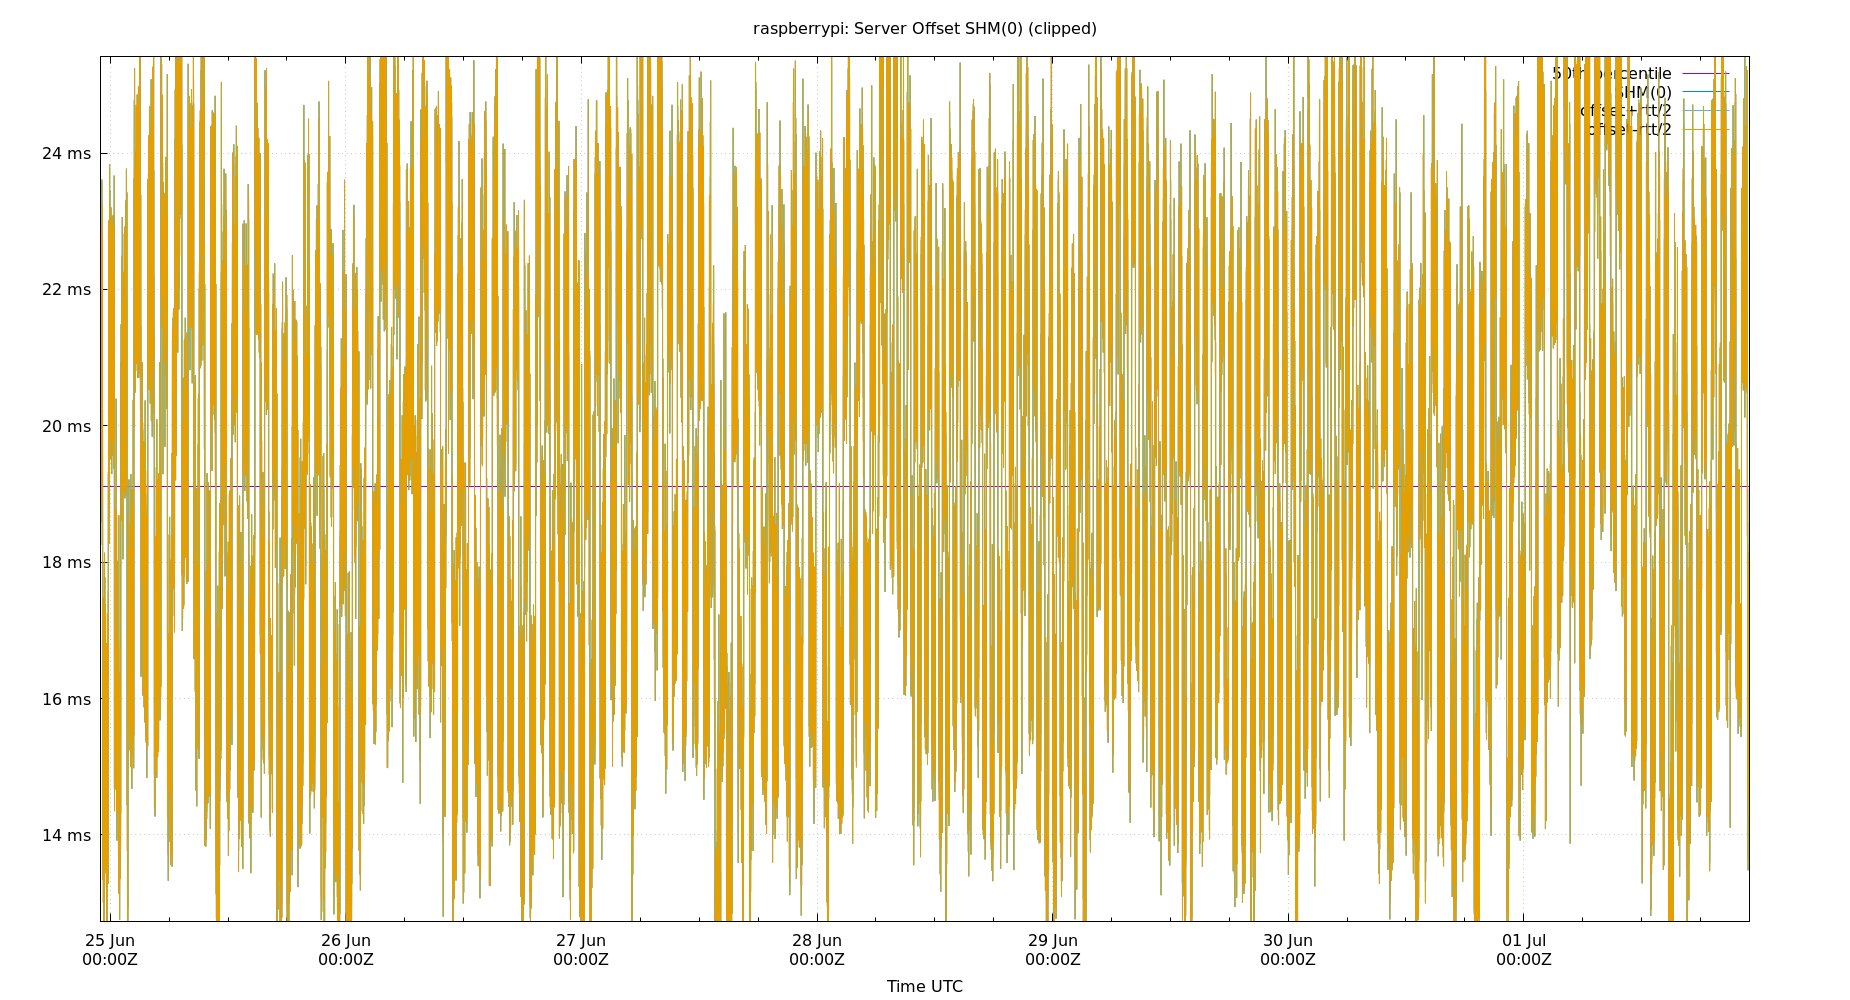 raspberrypi: Server Offset SHM(0) (clipped)
50th percentile
SHM(0)
offset+rtt/2
offset-rtt/2
24 ms
22 ms
20 ms
18 ms
16 ms
14 ms
25 Jun 26 Jun 27 Jun 28 Jun 29 Jun 30 Jun 01 Jul
00:00Z 00:00Z 00:00Z 00:00Z 00:00Z 00:00Z 00:00Z
Time UTC